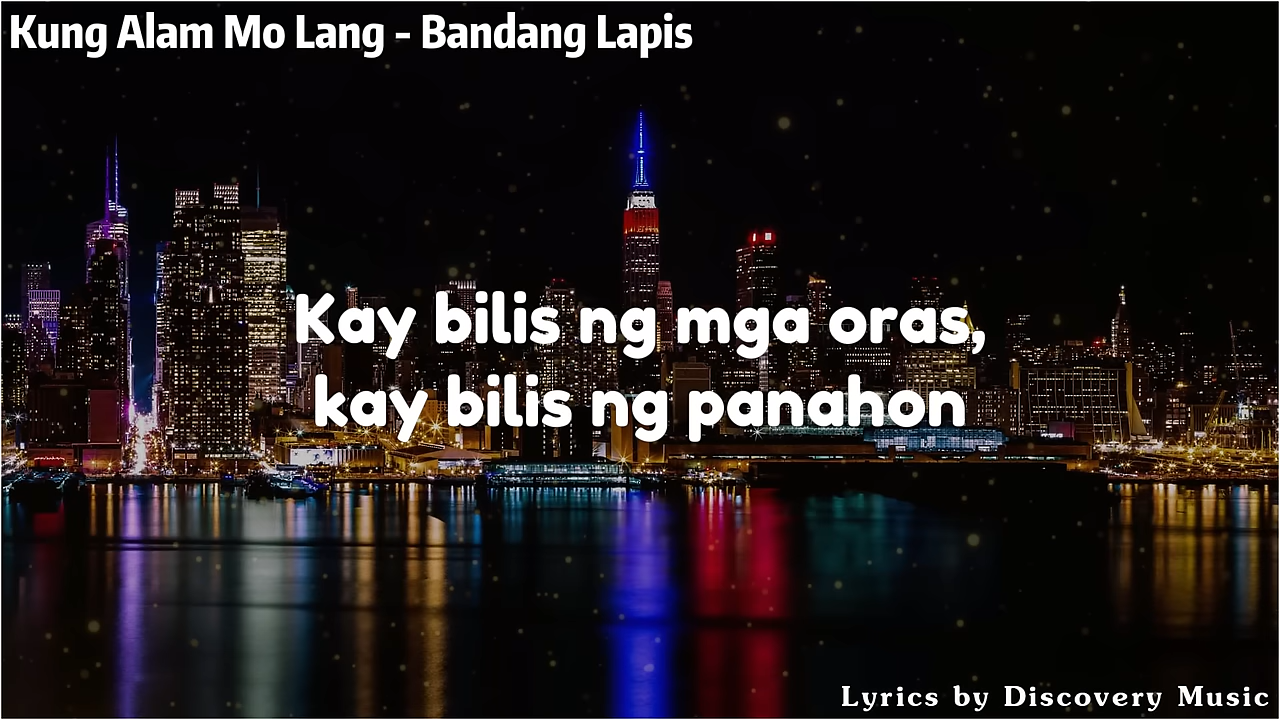 Kung Alam Mo Lang - Bandang Lapis
Kay bilis ng mga oras,
kay bilis ng panahon
Lyrics by Discovery Music